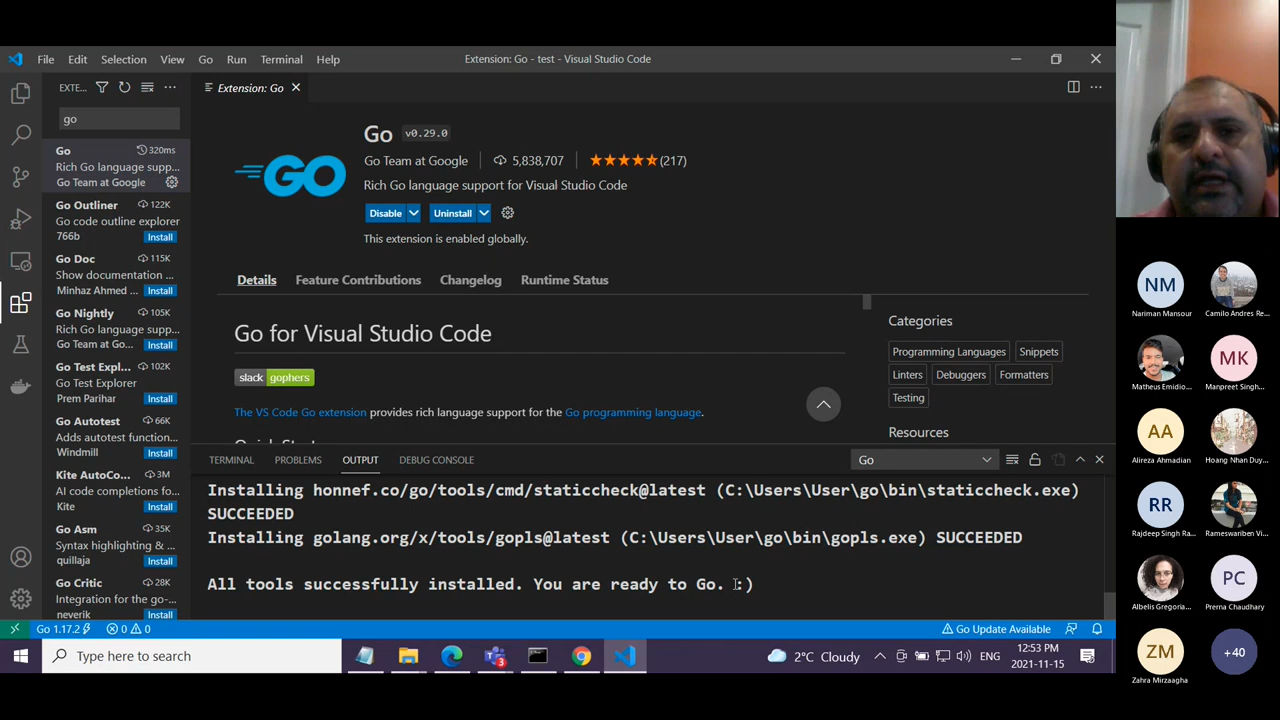 File Edit Selection View Go Run Terminal Help
Extension: Go - test - Visual Studio Code
EXTE...
go
Go 320ms
Rich Go language supp...
Go Team at Google
Go Outliner 122K
Go code outline explorer
766b Install
Go Doc 115K
Show documentation ...
Minhaz Ahmed ... Install
Go Nightly 105K
Rich Go language supp...
Go Team at Go... Install
Go Test Expl... 102K
Go Test Explorer
Prem Parihar Install
Go Autotest 66K
Adds autotest function...
Windmill Install
Kite AutoCo... 3M
AI code completions fo...
Kite Install
Go Asm 35K
Syntax highlighting & ...
quillaja Install
Go Critic 28K
Integration for the go-...
neverik Install
Extension: Go
GO
Go v0.29.0
Go Team at Google 5,838,707 (217)
Rich Go language support for Visual Studio Code
Disable Uninstall
This extension is enabled globally.
Details Feature Contributions Changelog Runtime Status
Go for Visual Studio Code
slack gophers
The VS Code Go extension provides rich language support for the Go programming language.
Quick Start
Categories
Programming Languages Snippets
Linters Debuggers Formatters
Testing
Resources
TERMINAL PROBLEMS OUTPUT DEBUG CONSOLE
Go
Installing honnef.co/go/tools/cmd/staticcheck@latest (C:\Users\User\go\bin\staticcheck.exe)
SUCCEEDED
Installing golang.org/x/tools/gopls@latest (C:\Users\User\go\bin\gopls.exe) SUCCEEDED
All tools successfully installed. You are ready to Go. :)
Go 1.17.2 0 0
Go Update Available
Type here to search
3
2°C Cloudy
ENG
12:53 PM
2021-11-15
NM
Nariman Mansour
Camilo Andres Re...
Matheus Emidio...
MK
Manpreet Singh...
AA
Alireza Ahmadian
Hoang Nhan Duy...
RR
Rajdeep Singh Ra...
Rameswariben Vi...
Albelis Gregoria...
PC
Prerna Chaudhary
ZM
Zahra Mirzaagha
+40